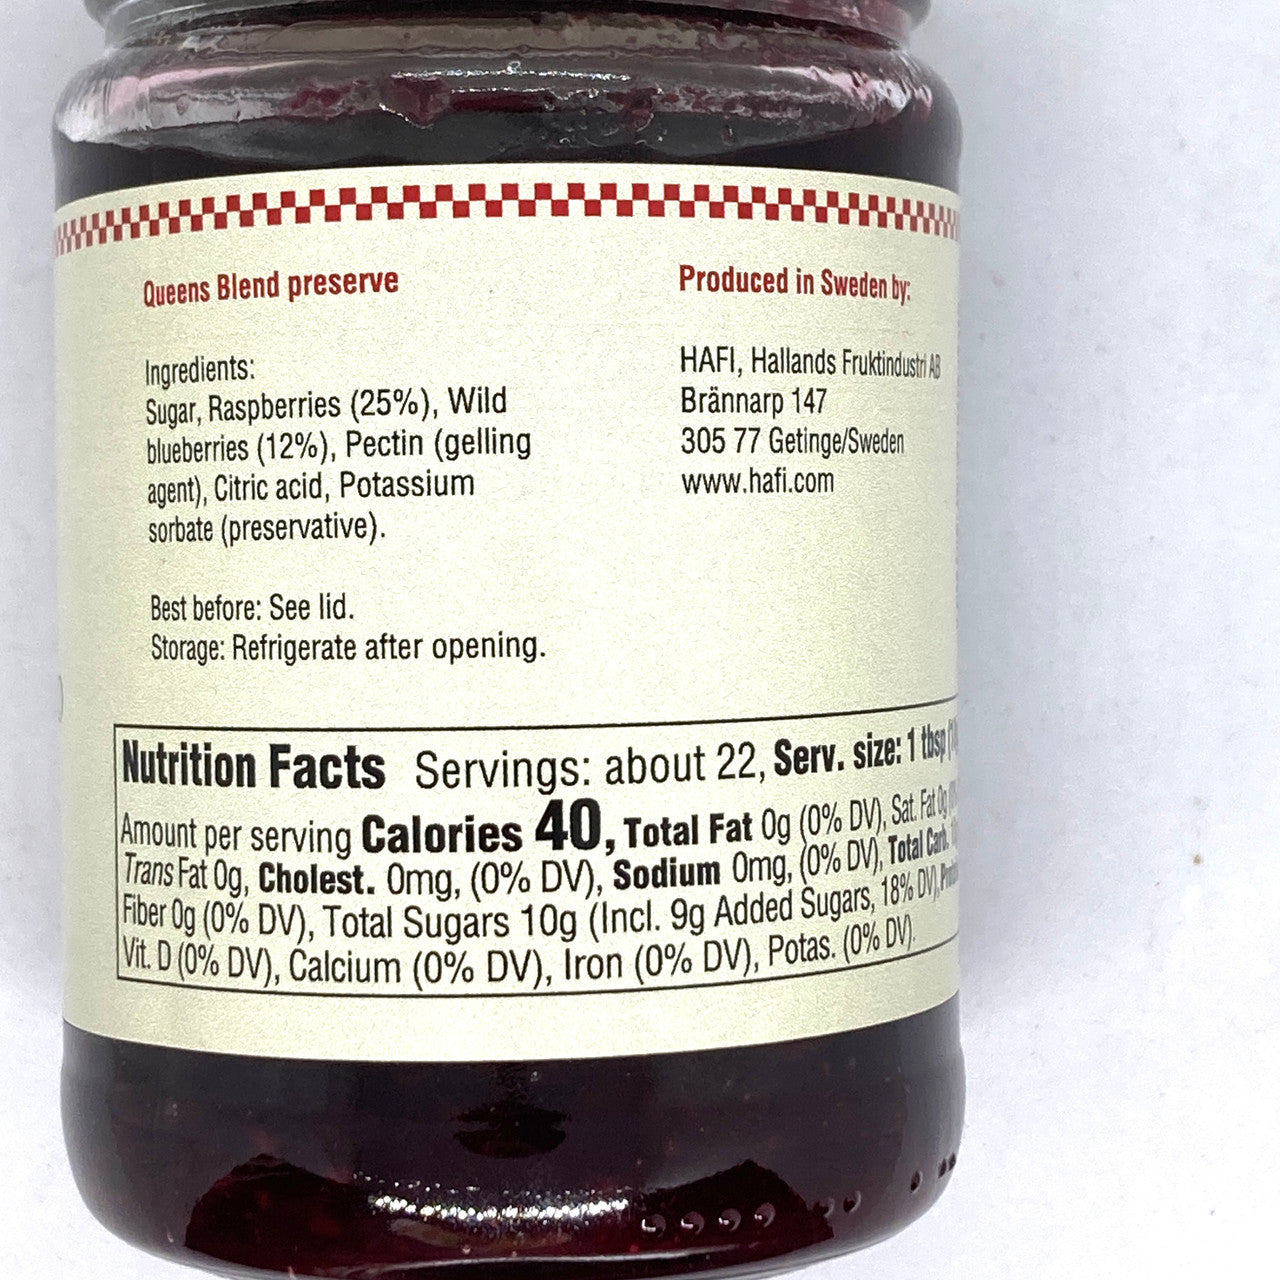 Queens Blend preserve
Ingredients:
Sugar, Raspberries (25%), Wild
blueberries (12%), Pectin (gelling
agent), Citric acid, Potassium
sorbate (preservative).
Best before: See lid.
Storage: Refrigerate after opening.
Produced in Sweden by:
HAFI, Hallands Fruktindustri AB
Brännarp 147
305 77 Getinge/Sweden
www.hafi.com
Nutrition Facts Servings: about 22, Serv. size: 1 tbsp
Amount per serving Calories 40, Total Fat 0g (0% DV), Sat. Fat 0g
Trans Fat 0g, Cholest. 0mg, (0% DV), Sodium 0mg, (0% DV), Total Carb.
Fiber 0g (0% DV), Total Sugars 10g (Incl. 9g Added Sugars, 18% DV),
Vit. D (0% DV), Calcium (0% DV), Iron (0% DV), Potas. (0% DV).